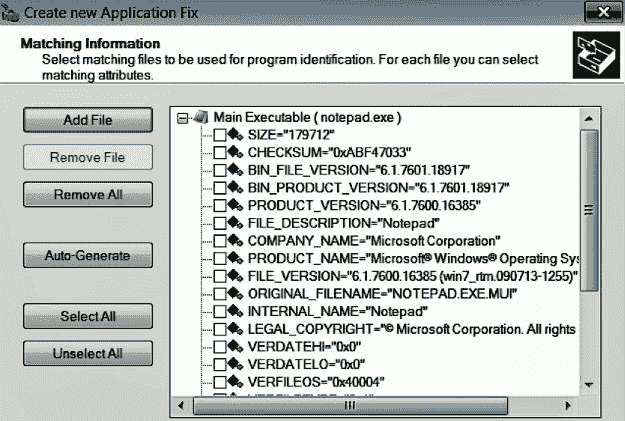 Create new Application Fix
Matching Information
Select matching files to be used for program identification. For each file you can select
matching attributes.
Add File
Remove File
Remove All
Auto-Generate
Select All
Unselect All
Main Executable ( notepad.exe )
SIZE="179712"
CHECKSUM="0xABF47033"
BIN_FILE_VERSION="6.1.7601.18917"
BIN_PRODUCT_VERSION="6.1.7601.18917"
PRODUCT_VERSION="6.1.7600.16385"
FILE_DESCRIPTION="Notepad"
COMPANY_NAME="Microsoft Corporation"
PRODUCT_NAME="Microsoft® Windows® Operating Sys
FILE_VERSION="6.1.7600.16385 (win7_rtm.090713-1255)"
ORIGINAL_FILENAME="NOTEPAD.EXE.MUI"
INTERNAL_NAME="Notepad"
LEGAL_COPYRIGHT="© Microsoft Corporation. All rights
VERDATEHI="0x0"
VERDATELO="0x0"
VERFILEOS="0x40004"